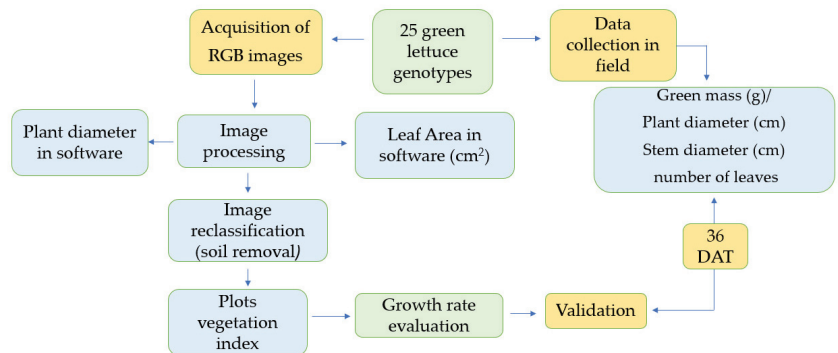 Acquisition of
RGB images
25 green
lettuce
genotypes
Data
collection in
field
Green mass (g)/
Plant diameter (cm)
Stem diameter (cm)
number of leaves
Plant diameter
in software
Image
processing
Leaf Area in
software (cm²)
Image
reclassification
(soil removal)
36
DAT
Plots
vegetation
index
Growth rate
evaluation
Validation